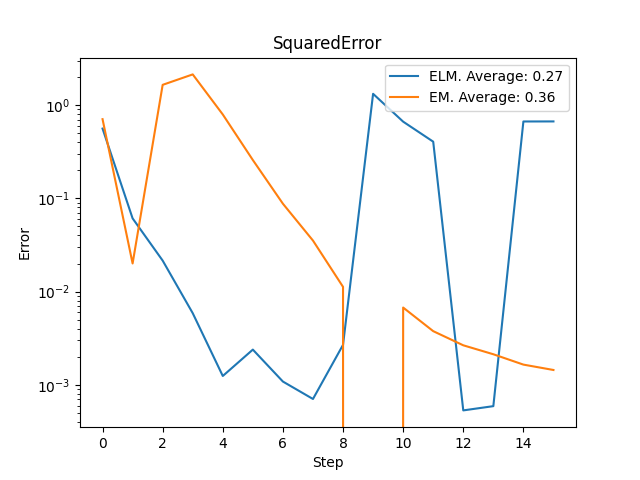 SquaredError
ELM. Average: 0.27
EM. Average: 0.36
Error
10⁰
10⁻¹
10⁻²
10⁻³
0 2 4 6 8 10 12 14
Step